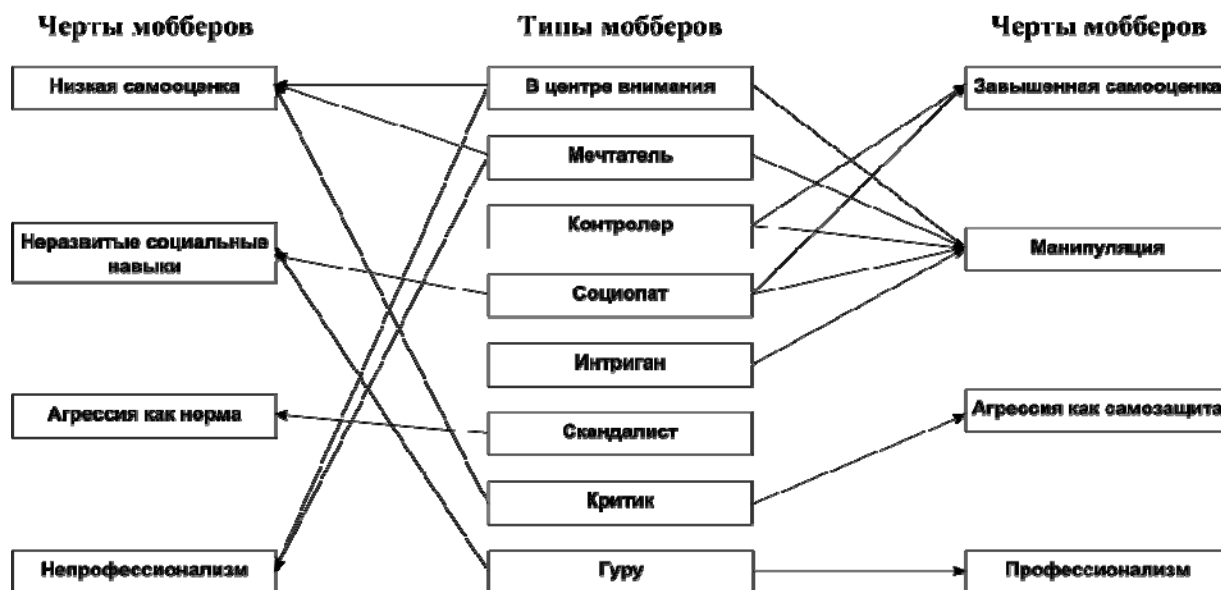 Черты мобберов
Типы мобберов
Черты мобберов
Низкая самооценка
В центре внимания
Завышенная самооценка
Мечтатель
Контролер
Неразвитые социальные
навыки
Манипуляция
Социопат
Интриган
Агрессия как норма
Скандалист
Агрессия как самозащита
Критик
Непрофессионализм
Гуру
Профессионализм